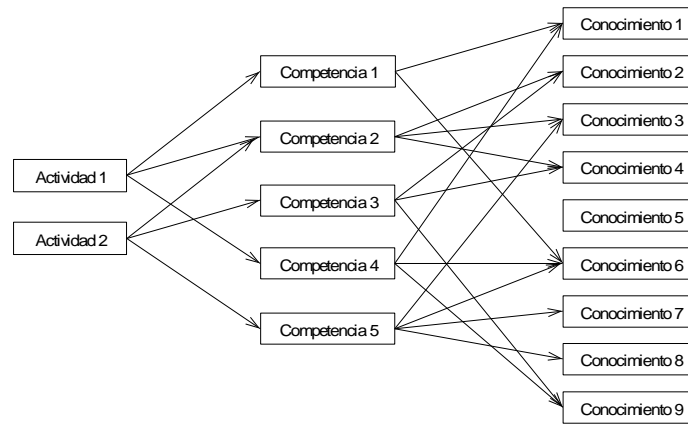 Actividad 1
Actividad 2
Competencia 1
Competencia 2
Competencia 3
Competencia 4
Competencia 5
Conocimiento 1
Conocimiento 2
Conocimiento 3
Conocimiento 4
Conocimiento 5
Conocimiento 6
Conocimiento 7
Conocimiento 8
Conocimiento 9